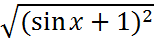 √(sin x + 1)²